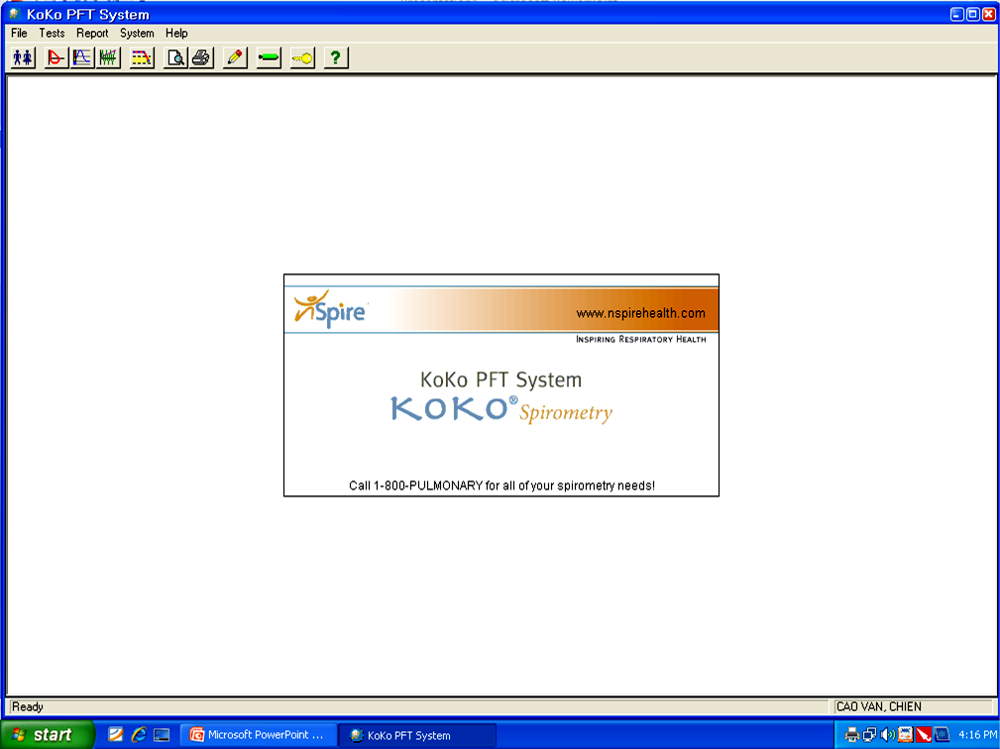 KoKo PFT System
File Tests Report System Help
nSpire
www.nspirehealth.com
INSPIRING RESPIRATORY HEALTH
KoKo PFT System
KOKO® Spirometry
Call 1-800-PULMONARY for all of your spirometry needs!
Ready CAO VAN, CHIEN
start Microsoft PowerPoint ... KoKo PFT System 4:16 PM